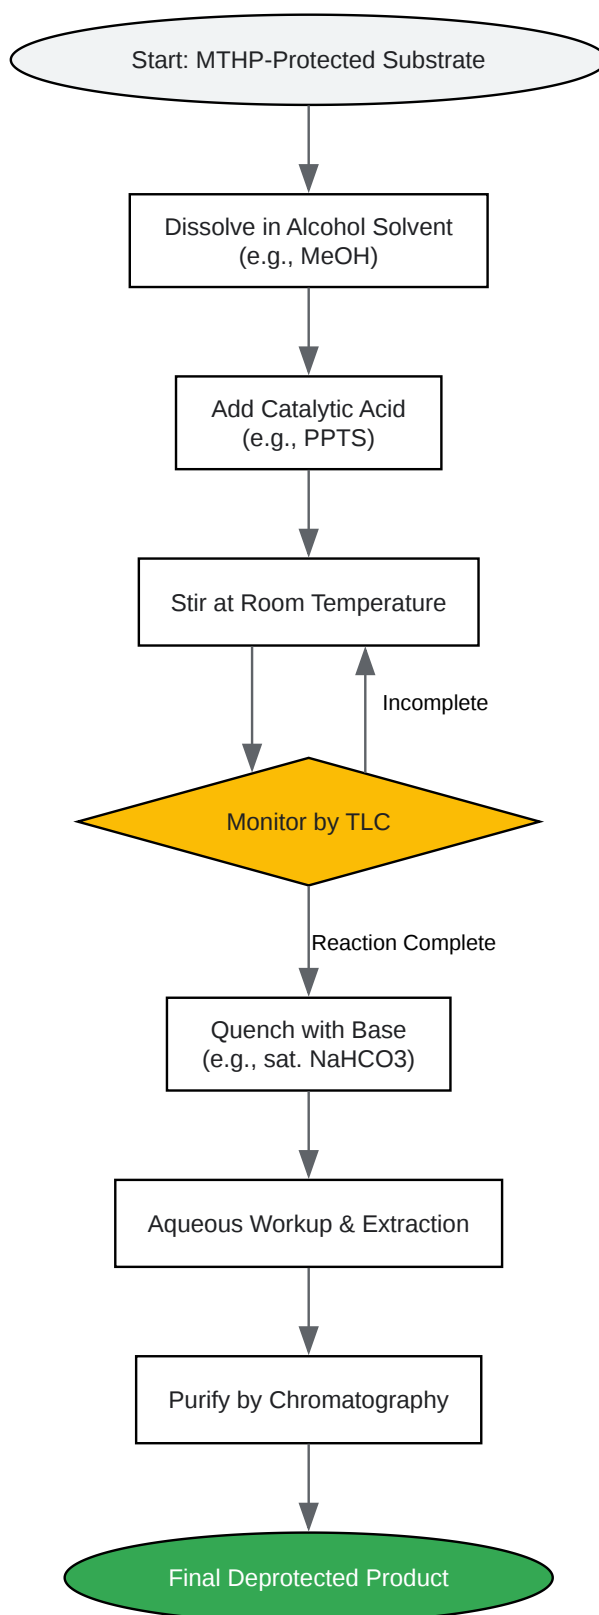 Start: MTHP-Protected Substrate
Dissolve in Alcohol Solvent
(e.g., MeOH)
Add Catalytic Acid
(e.g., PPTS)
Stir at Room Temperature
Incomplete
Monitor by TLC
Reaction Complete
Quench with Base
(e.g., sat. NaHCO3)
Aqueous Workup & Extraction
Purify by Chromatography
Final Deprotected Product